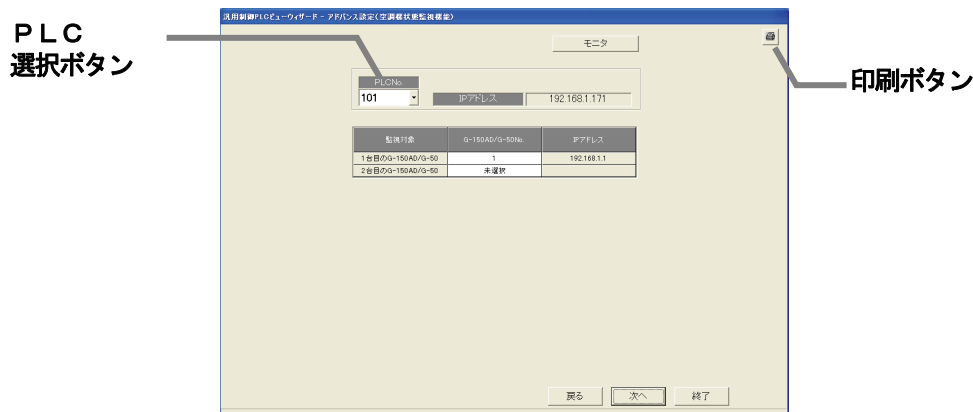 汎用制御PLCビューウィザード - アドバンス設定(空調機状態監視機能)
PLC
選択ボタン
モニタ
印刷ボタン
PLCNo.
101
IPアドレス
192.168.1.171
監視対象
G-150AD/G-50No.
IPアドレス
1台目のG-150AD/G-50
1
192.168.1.1
2台目のG-150AD/G-50
未選択
戻る
次へ
終了